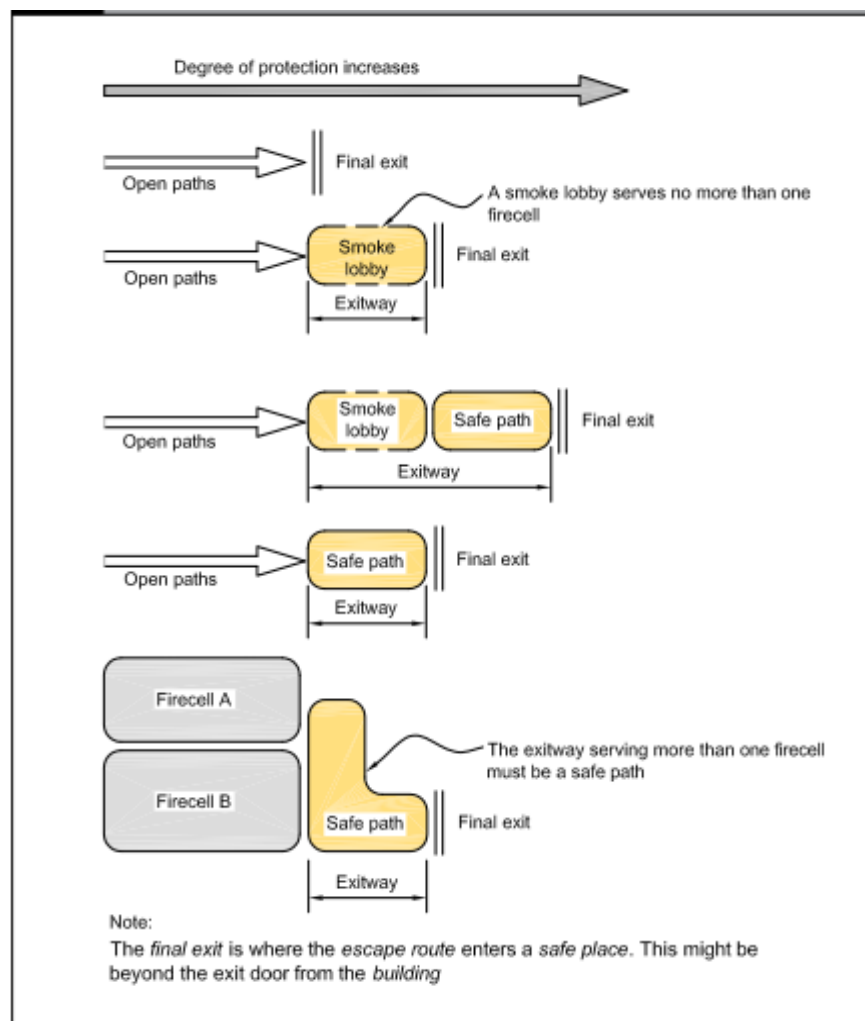 Degree of protection increases
Open paths
Final exit
A smoke lobby serves no more than one
firecell
Open paths
Smoke
lobby
Final exit
Exitway
Open paths
Smoke
lobby
Safe path
Final exit
Exitway
Open paths
Safe path
Final exit
Exitway
Firecell A
Firecell B
The exitway serving more than one firecell
must be a safe path
Safe path
Final exit
Exitway
Note:
The final exit is where the escape route enters a safe place. This might be
beyond the exit door from the building